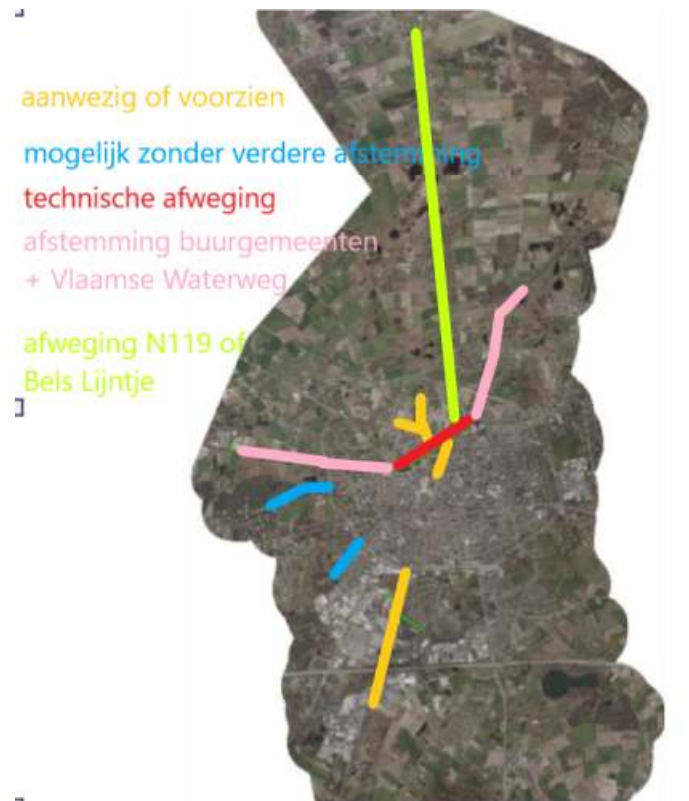 aanwezig of voorzien
mogelijk zonder verdere afstemming
technische afweging
afstemming buurgemeenten
+ Vlaamse Waterweg
afweging N119 of
Bels Lijntje